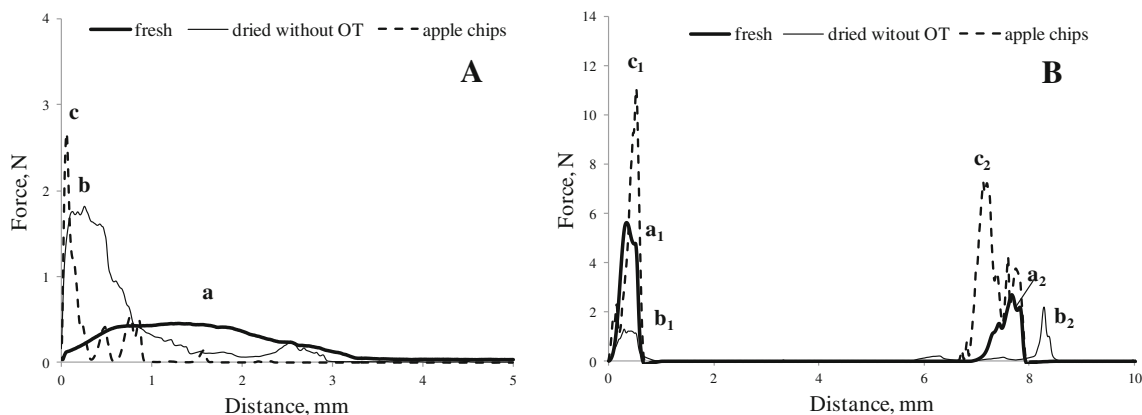 4
fresh dried without OT apple chips
A
3
c
b
2
Force, N
1
a
0
0 1 2 3 4 5
Distance, mm
14
fresh dried witout OT apple chips
B
12
c1
10
8
c2
Force, N
6
a1
4
a2
2
b1
b2
0
0 2 4 6 8 10
Distance, mm